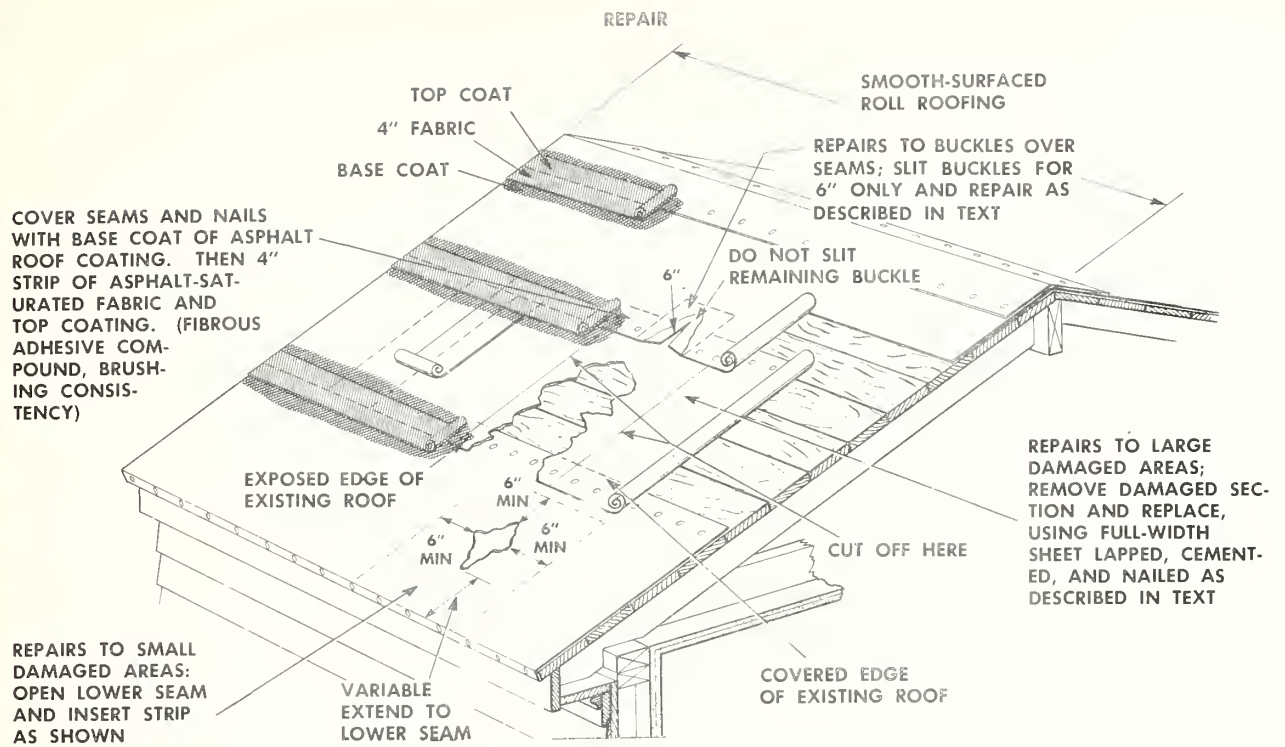 REPAIR
SMOOTH-SURFACED
ROLL ROOFING
TOP COAT
4" FABRIC
BASE COAT
REPAIRS TO BUCKLES OVER
SEAMS; SLIT BUCKLES FOR
6" ONLY AND REPAIR AS
DESCRIBED IN TEXT
COVER SEAMS AND NAILS
WITH BASE COAT OF ASPHALT
ROOF COATING. THEN 4"
STRIP OF ASPHALT-SAT-
URATED FABRIC AND
TOP COATING. (FIBROUS
ADHESIVE COM-
POUND, BRUSH-
ING CONSIS-
TENCY)
6"
DO NOT SLIT
REMAINING BUCKLE
EXPOSED EDGE OF
EXISTING ROOF
6"
MIN
6"
MIN
6"
MIN
CUT OFF HERE
REPAIRS TO LARGE
DAMAGED AREAS;
REMOVE DAMAGED SEC-
TION AND REPLACE,
USING FULL-WIDTH
SHEET LAPPED, CEMENT-
ED, AND NAILED AS
DESCRIBED IN TEXT
REPAIRS TO SMALL
DAMAGED AREAS:
OPEN LOWER SEAM
AND INSERT STRIP
AS SHOWN
VARIABLE
EXTEND TO
LOWER SEAM
COVERED EDGE
OF EXISTING ROOF